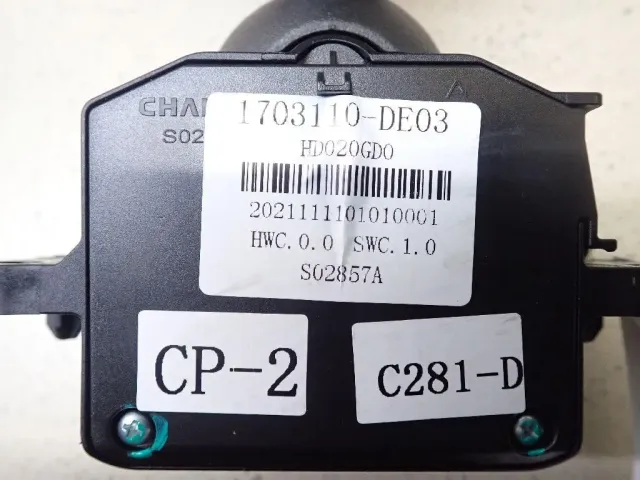 CHA
S02
1703110-DE03
HD020GD0
2021111101010001
HWC.0.0 SWC.1.0
S02857A
CP-2
C281-D